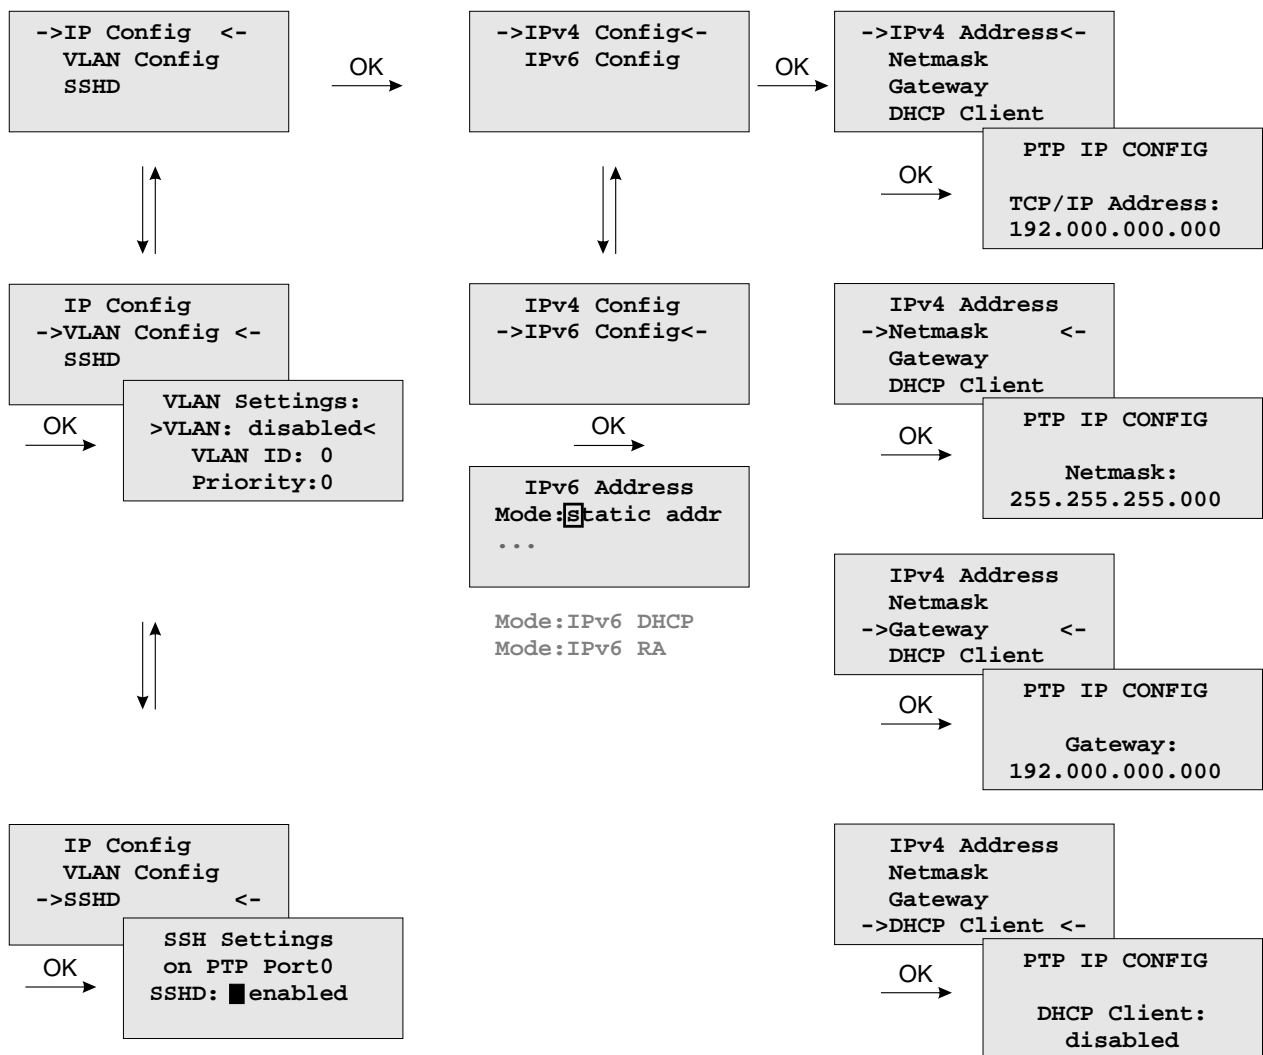 ->IP Config <-
VLAN Config
SSHD
OK
->IPv4 Config<-
IPv6 Config
OK
->IPv4 Address<-
Netmask
Gateway
DHCP Client
OK
PTP IP CONFIG
TCP/IP Address:
192.000.000.000
IP Config
->VLAN Config <-
SSHD
OK
VLAN Settings:
>VLAN: disabled<
VLAN ID: 0
Priority:0
IPv4 Config
->IPv6 Config<-
OK
IPv6 Address
Mode:static addr
...
Mode:IPv6 DHCP
Mode:IPv6 RA
IPv4 Address
->Netmask <-
Gateway
DHCP Client
OK
PTP IP CONFIG
Netmask:
255.255.255.000
IPv4 Address
Netmask
->Gateway <-
DHCP Client
OK
PTP IP CONFIG
Gateway:
192.000.000.000
IP Config
VLAN Config
->SSHD <-
OK
SSH Settings
on PTP Port0
SSHD: enabled
IPv4 Address
Netmask
Gateway
->DHCP Client <-
OK
PTP IP CONFIG
DHCP Client:
disabled